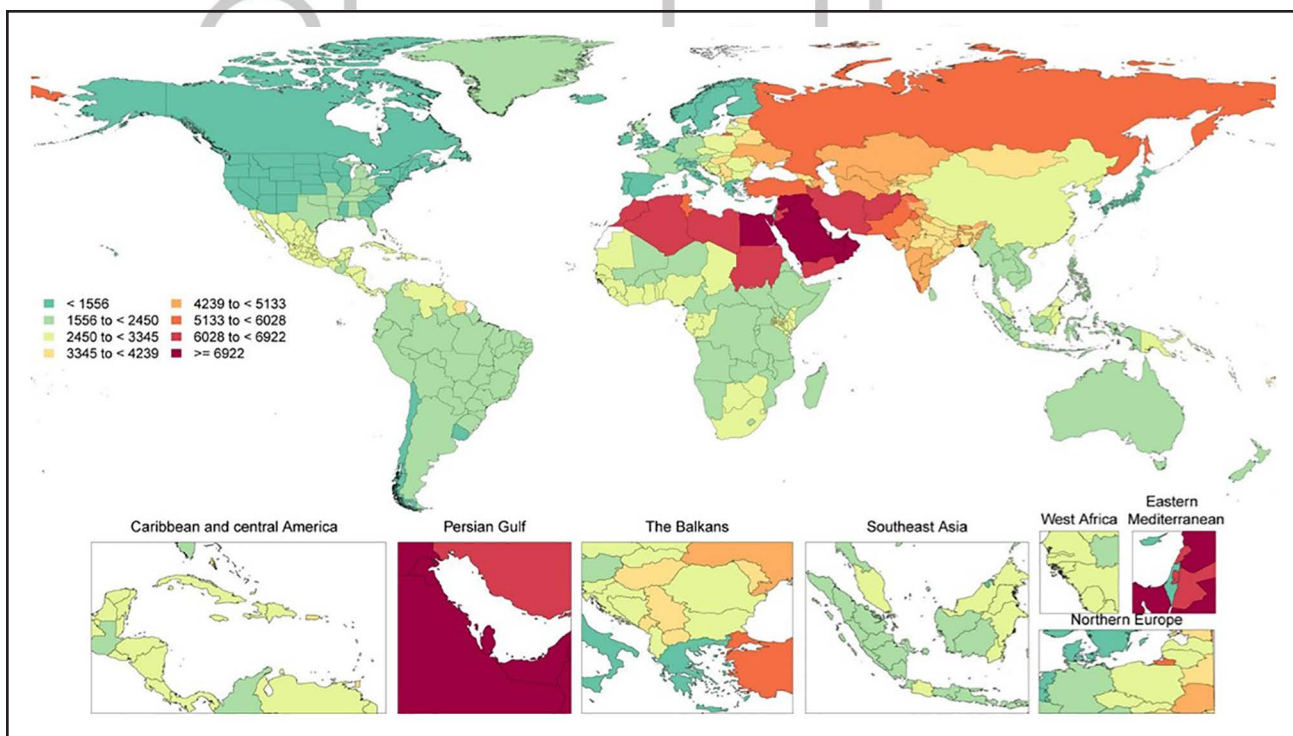 < 1556
1556 to < 2450
2450 to < 3345
3345 to < 4239
4239 to < 5133
5133 to < 6028
6028 to < 6922
>= 6922
Caribbean and central America
Persian Gulf
The Balkans
Southeast Asia
West Africa
Eastern
Mediterranean
Northern Europe